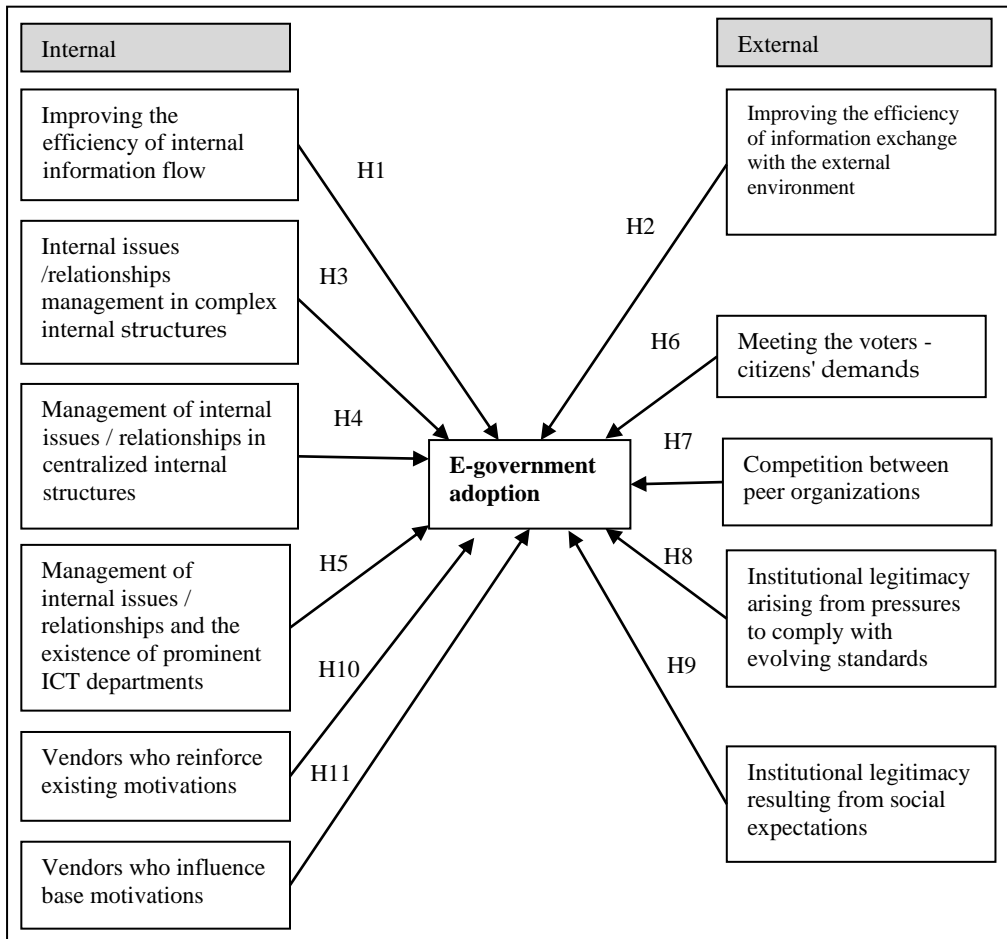 Internal
Improving the
efficiency of internal
information flow
H1
Internal issues
/relationships
management in complex
internal structures
H3
Management of internal
issues / relationships in
centralized internal
structures
H4
Management of
internal issues /
relationships and the
existence of prominent
ICT departments
H5
Vendors who reinforce
existing motivations
H10
Vendors who influence
base motivations
H11
E-government
adoption
External
Improving the efficiency
of information exchange
with the external
environment
H2
Meeting the voters -
citizens' demands
H6
Competition between
peer organizations
H7
Institutional legitimacy
arising from pressures
to comply with
evolving standards
H8
Institutional legitimacy
resulting from social
expectations
H9